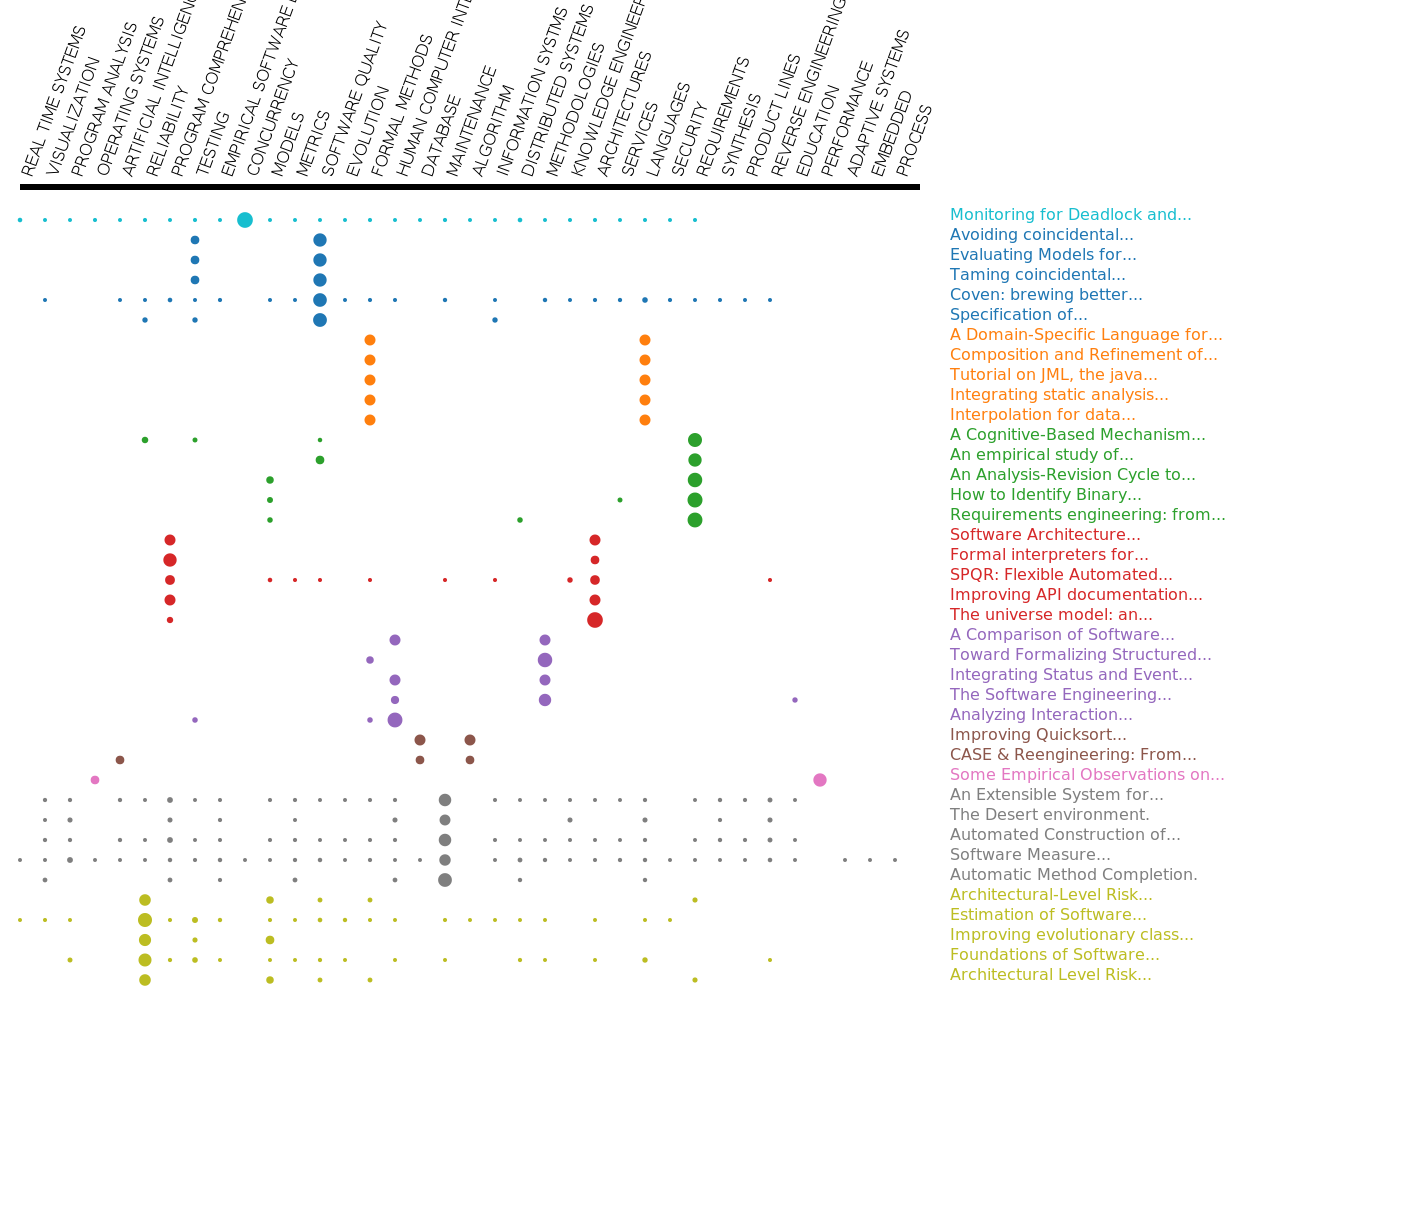 REAL TIME SYSTEMS
VISUALIZATION
PROGRAM ANALYSIS
OPERATING SYSTEMS
ARTIFICIAL INTELLIGENC
RELIABILITY
PROGRAM COMPREHEN
TESTING
EMPIRICAL SOFTWARE
CONCURRENCY
MODELS
METRICS
SOFTWARE QUALITY
EVOLUTION
FORMAL METHODS
HUMAN COMPUTER INTE
DATABASE
MAINTENANCE
ALGORITHM
INFORMATION SYSTMS
DISTRIBUTED SYSTEMS
METHODOLOGIES
KNOWLEDGE ENGINEER
ARCHITECTURES
SERVICES
LANGUAGES
SECURITY
REQUIREMENTS
SYNTHESIS
PRODUCT LINES
REVERSE ENGINEERING
EDUCATION
PERFORMANCE
ADAPTIVE SYSTEMS
EMBEDDED
PROCESS
Monitoring for Deadlock and...
Avoiding coincidental...
Evaluating Models for...
Taming coincidental...
Coven: brewing better...
Specification of...
A Domain-Specific Language for...
Composition and Refinement of...
Tutorial on JML, the java...
Integrating static analysis...
Interpolation for data...
A Cognitive-Based Mechanism...
An empirical study of...
An Analysis-Revision Cycle to...
How to Identify Binary...
Requirements engineering: from...
Software Architecture...
Formal interpreters for...
SPQR: Flexible Automated...
Improving API documentation...
The universe model: an...
A Comparison of Software...
Toward Formalizing Structured...
Integrating Status and Event...
The Software Engineering...
Analyzing Interaction...
Improving Quicksort...
CASE & Reengineering: From...
Some Empirical Observations on...
An Extensible System for...
The Desert environment.
Automated Construction of...
Software Measure...
Automatic Method Completion.
Architectural-Level Risk...
Estimation of Software...
Improving evolutionary class...
Foundations of Software...
Architectural Level Risk...